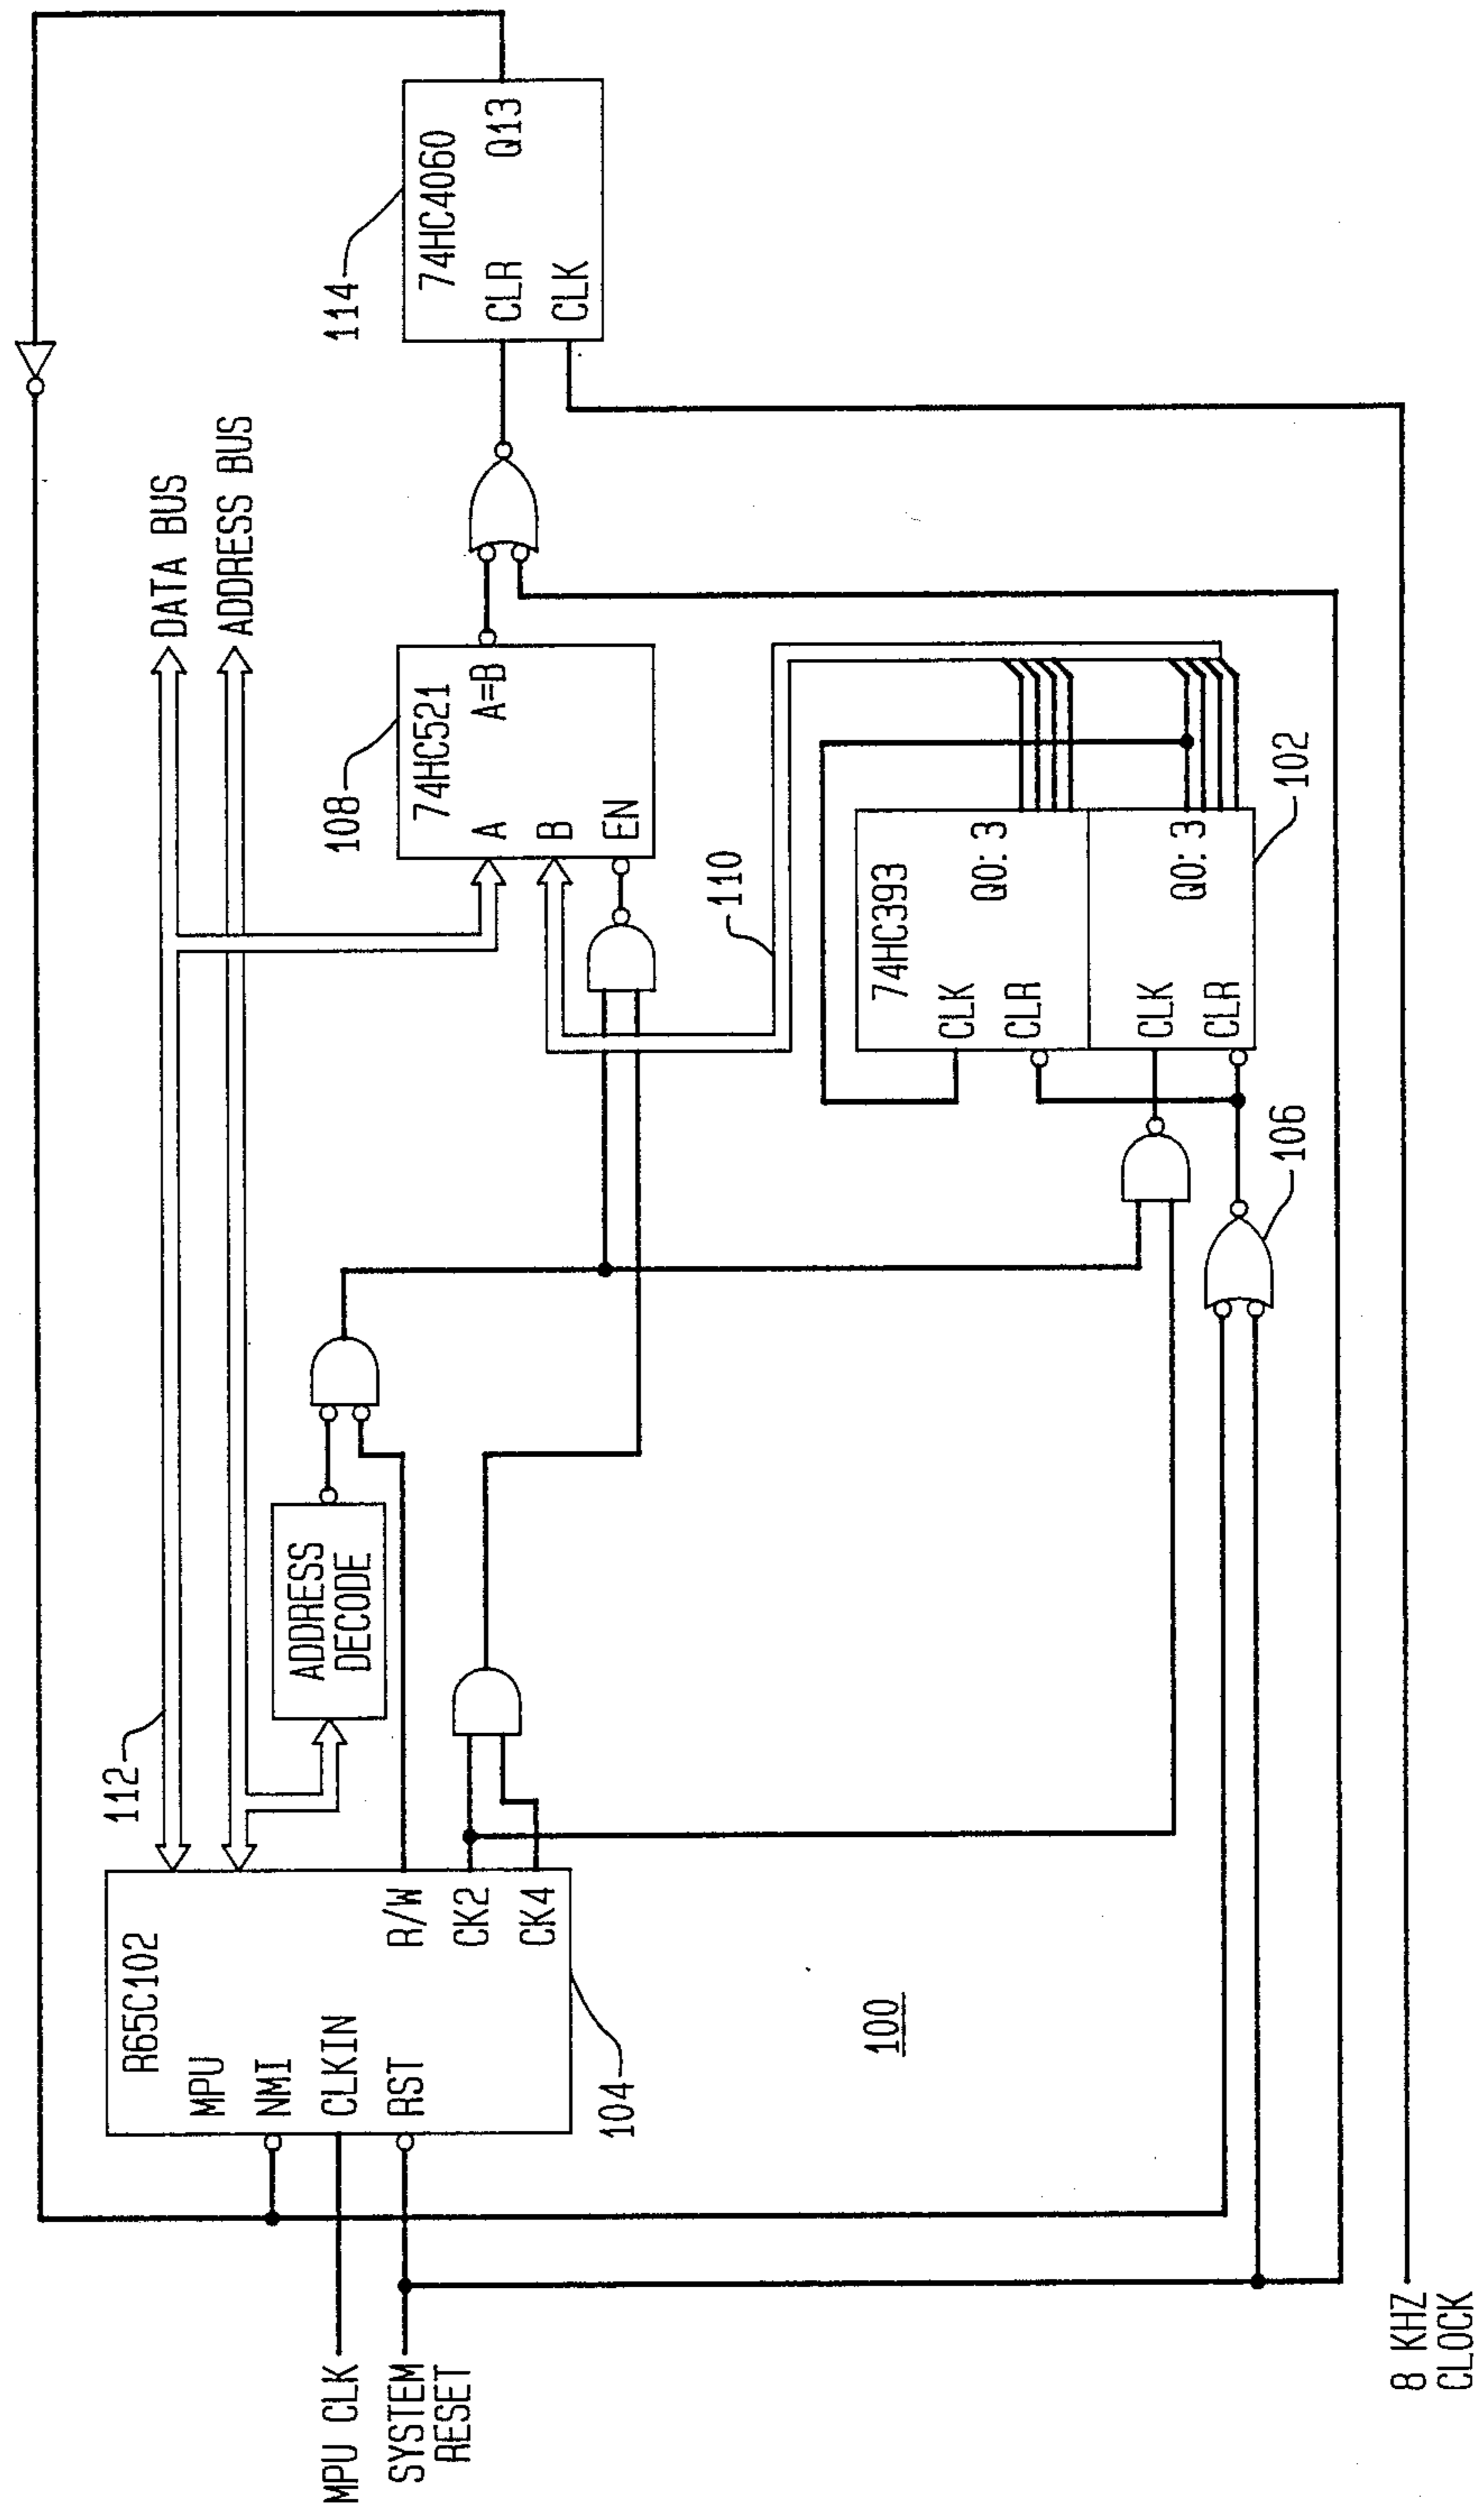 MPU CLK
SYSTEM
RESET
8 KHZ
CLOCK
R65C102
MPU
NMI
CLKIN
RST
R/W
CK2
CK4
104
100
112
ADDRESS
DECODE
DATA BUS
ADDRESS BUS
108
74HC521
A
B
EN
A=B
110
74HC393
CLK
CLR
Q0:3
CLK
CLR
Q0:3
102
106
114
74HC4060
CLR
CLK
Q13